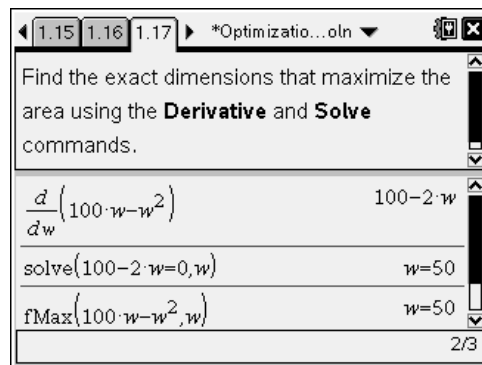 1.15 1.16 1.17 *Optimizatio...oln
Find the exact dimensions that maximize the
area using the Derivative and Solve
commands.
d/dw(100·w−w²) 100−2·w
solve(100−2·w=0,w) w=50
fMax(100·w−w²,w) w=50
2/3